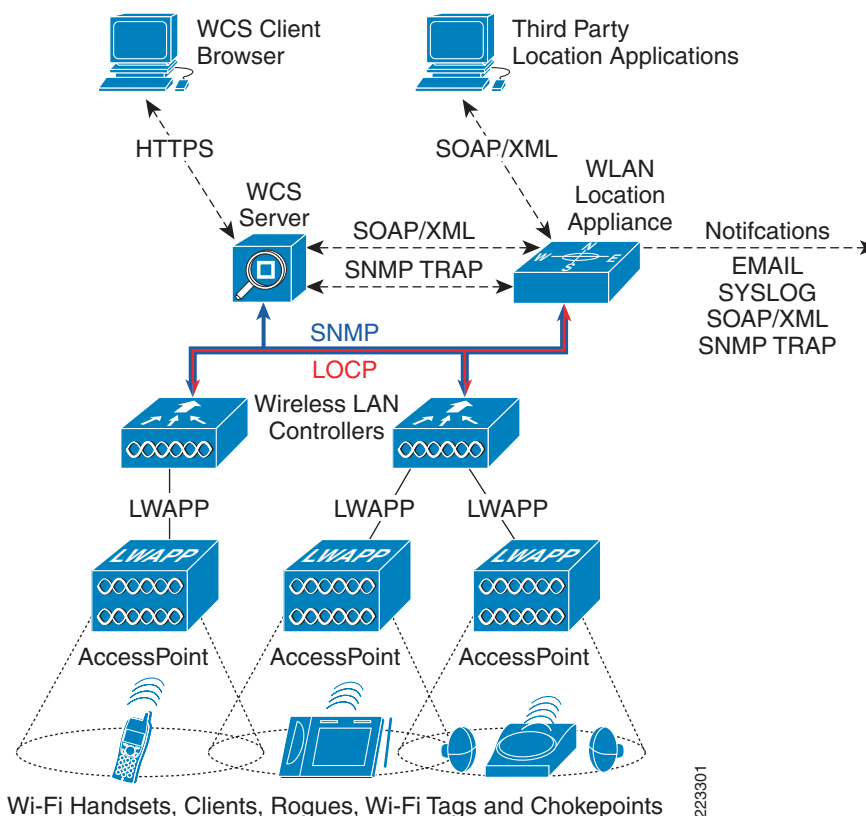 WCS Client
Browser
Third Party
Location Applications
HTTPS
SOAP/XML
WCS
Server
WLAN
Location
Appliance
SOAP/XML
SNMP TRAP
N
W
E
S
Notifcations
EMAIL
SYSLOG
SOAP/XML
SNMP TRAP
SNMP
LOCP
Wireless LAN
Controllers
LWAPP
LWAPP
LWAPP
LWAPP
LWAPP
LWAPP
AccessPoint
AccessPoint
AccessPoint
Wi-Fi Handsets, Clients, Rogues, Wi-Fi Tags and Chokepoints
223301